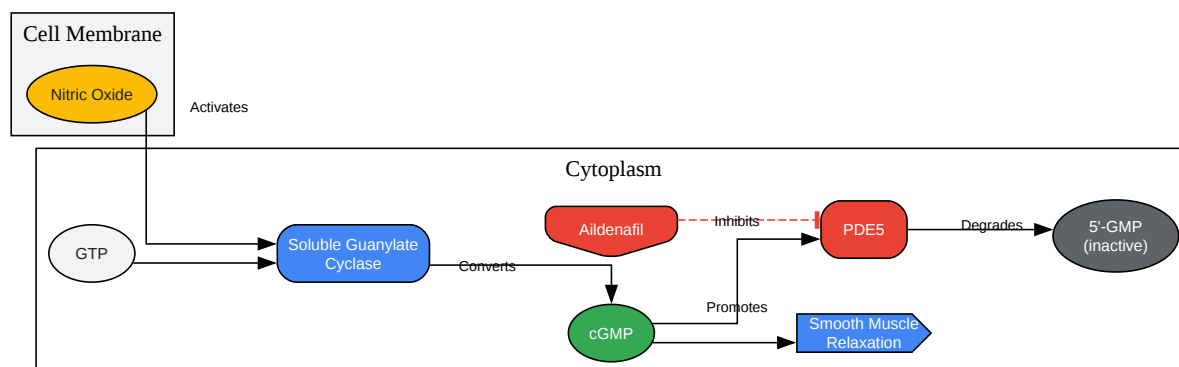 Cell Membrane
Nitric Oxide
Activates
Cytoplasm
GTP
Soluble Guanylate
Cyclase
Converts
Aildenafil
Inhibits
PDE5
Degrades
5'-GMP
(inactive)
cGMP
Promotes
Smooth Muscle
Relaxation